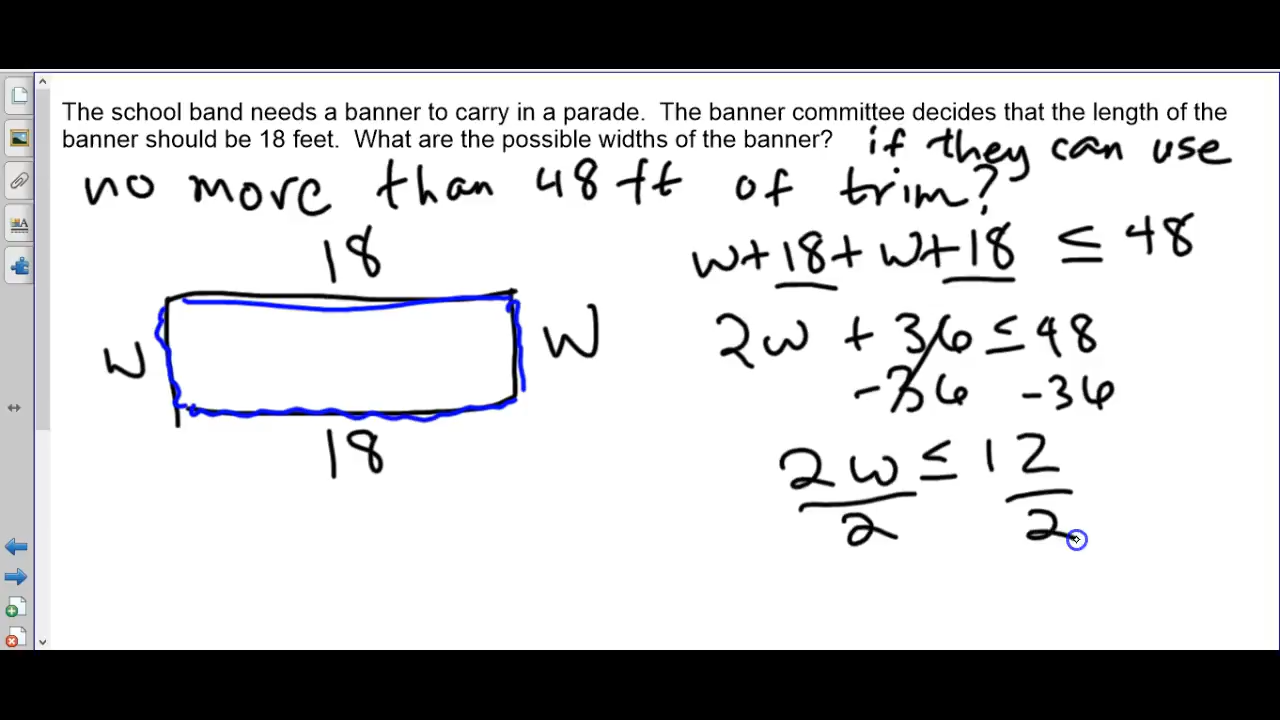 The school band needs a banner to carry in a parade. The banner committee decides that the length of the
banner should be 18 feet. What are the possible widths of the banner? if they can use
no more than 48 ft of trim?
18
w + 18 + w + 18 ≤ 48
w
W
2w + 36 ≤ 48
-36 -36
18
2w ≤ 12
2 2